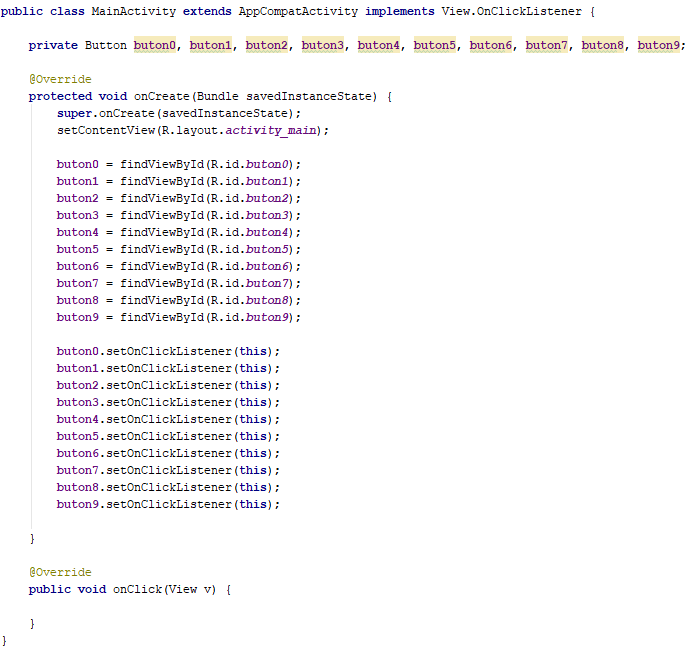 public class MainActivity extends AppCompatActivity implements View.OnClickListener {
private Button buton0, buton1, buton2, buton3, buton4, buton5, buton6, buton7, buton8, buton9;
@Override
protected void onCreate(Bundle savedInstanceState) {
super.onCreate(savedInstanceState);
setContentView(R.layout.activity_main);
buton0 = findViewById(R.id.buton0);
buton1 = findViewById(R.id.buton1);
buton2 = findViewById(R.id.buton2);
buton3 = findViewById(R.id.buton3);
buton4 = findViewById(R.id.buton4);
buton5 = findViewById(R.id.buton5);
buton6 = findViewById(R.id.buton6);
buton7 = findViewById(R.id.buton7);
buton8 = findViewById(R.id.buton8);
buton9 = findViewById(R.id.buton9);
buton0.setOnClickListener(this);
buton1.setOnClickListener(this);
buton2.setOnClickListener(this);
buton3.setOnClickListener(this);
buton4.setOnClickListener(this);
buton5.setOnClickListener(this);
buton6.setOnClickListener(this);
buton7.setOnClickListener(this);
buton8.setOnClickListener(this);
buton9.setOnClickListener(this);
}
@Override
public void onClick(View v) {
}
}